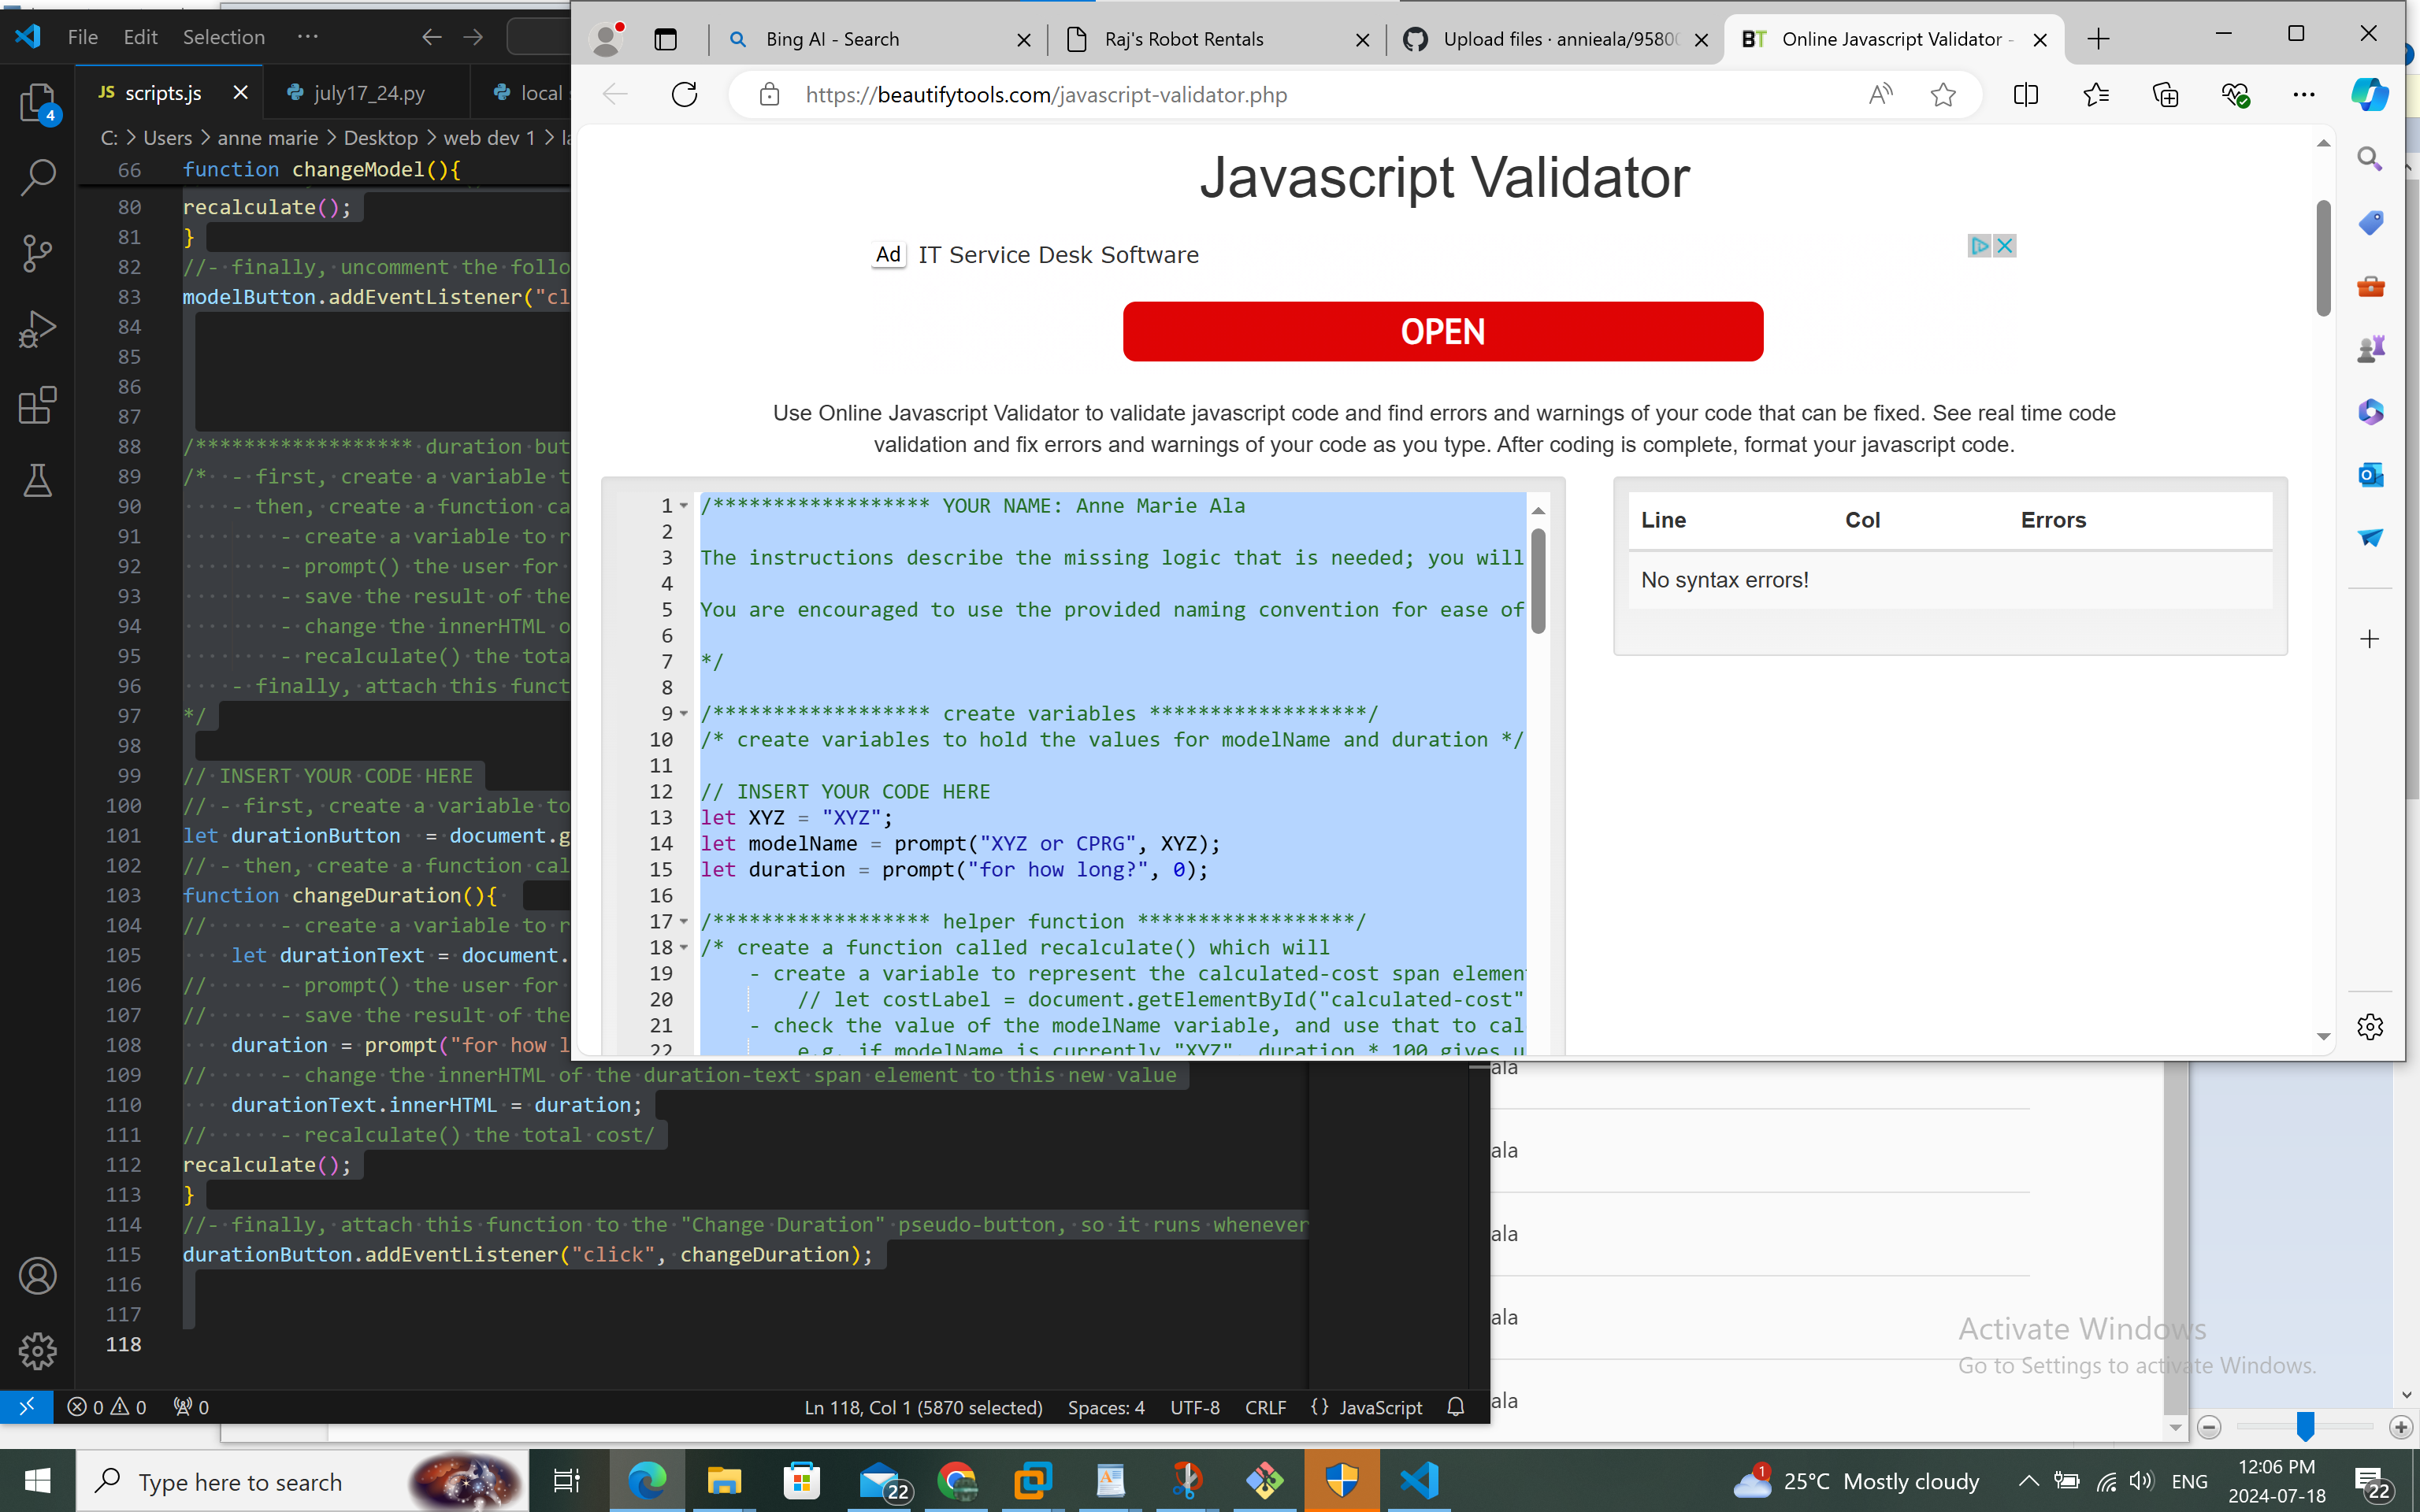 File Edit Selection ···
scripts.js
july17_24.py
local
C: > Users > anne marie > Desktop > web dev 1 >
66 function changeModel(){
80 recalculate();
81 }
82 //- finally, uncomment the follo
83 modelButton.addEventListener("cl
84
85
86
87
88 /****************** duration but
89 /* - first, create a variable t
90 - then, create a function ca
91 - create a variable to r
92 - prompt() the user for
93 - save the result of the
94 - change the innerHTML o
95 - recalculate() the tota
96 - finally, attach this funct
97 */
98
99 // INSERT YOUR CODE HERE
100 // - first, create a variable to
101 let durationButton = document.g
102 // - then, create a function cal
103 function changeDuration(){
104 // - create a variable to r
105 let durationText = document.
106 // - prompt() the user for
107 // - save the result of the
108 duration = prompt("for how l
109 // - change the innerHTML of the duration-text span element to this new value
110 durationText.innerHTML = duration;
111 // - recalculate() the total cost/
112 recalculate();
113 }
114 //- finally, attach this function to the "Change Duration" pseudo-button, so it runs whenever
115 durationButton.addEventListener("click", changeDuration);
116
117
118
0 0 0
Ln 118, Col 1 (5870 selected) Spaces: 4 UTF-8 CRLF {} JavaScript
Bing AI - Search
Raj's Robot Rentals
Upload files · annieala/9580
BT Online Javascript Validator -
https://beautifytools.com/javascript-validator.php
Javascript Validator
Ad IT Service Desk Software
OPEN
Use Online Javascript Validator to validate javascript code and find errors and warnings of your code that can be fixed. See real time code
validation and fix errors and warnings of your code as you type. After coding is complete, format your javascript code.
1 /****************** YOUR NAME: Anne Marie Ala
2
3 The instructions describe the missing logic that is needed; you will
4
5 You are encouraged to use the provided naming convention for ease of
6
7 */
8
9 /****************** create variables ******************/
10 /* create variables to hold the values for modelName and duration */
11
12 // INSERT YOUR CODE HERE
13 let XYZ = "XYZ";
14 let modelName = prompt("XYZ or CPRG", XYZ);
15 let duration = prompt("for how long?", 0);
16
17 /****************** helper function ******************/
18 /* create a function called recalculate() which will
19 - create a variable to represent the calculated-cost span elemen
20 // let costLabel = document.getElementById("calculated-cost"
21 - check the value of the modelName variable, and use that to cal
22 e.g. if modelName is currently "XYZ", duration * 100 gives u
Line Col Errors
No syntax errors!
ala
ala
ala
ala
ala
Activate Windows
Go to Settings to activate Windows.
Type here to search
22
25°C Mostly cloudy
ENG
12:06 PM
2024-07-18
22